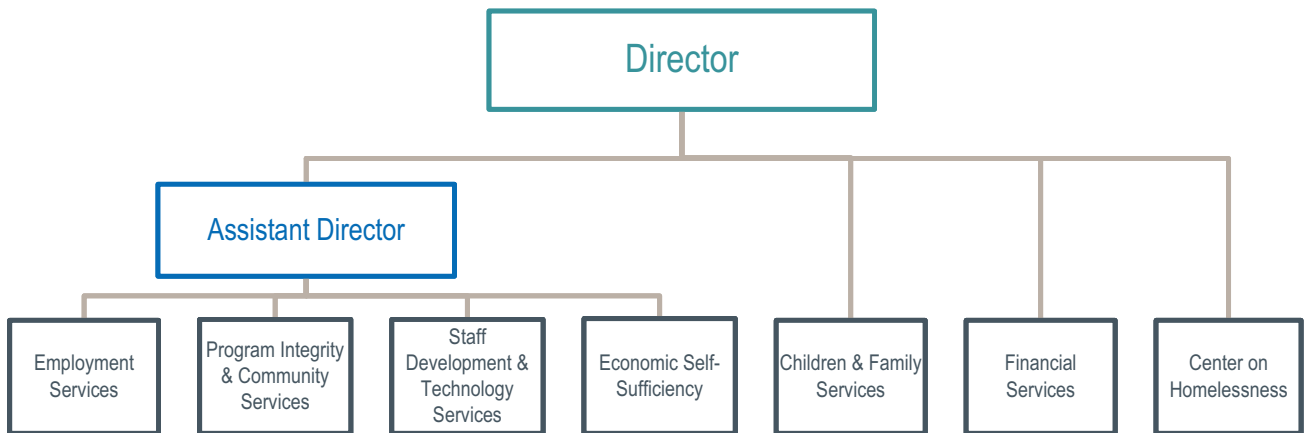 Director
Assistant Director
Employment
Services
Program Integrity
& Community
Services
Staff
Development &
Technology
Services
Economic Self-
Sufficiency
Children & Family
Services
Financial
Services
Center on
Homelessness